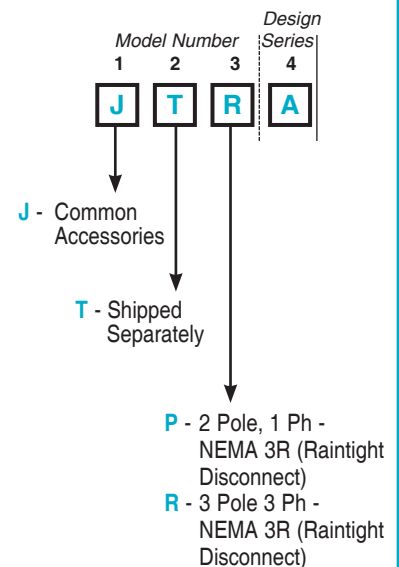 Design
Model Number Series
1 2 3 4
J T R A
J - Common
Accessories
T - Shipped
Separately
P - 2 Pole, 1 Ph -
NEMA 3R (Raintight
Disconnect)
R - 3 Pole 3 Ph -
NEMA 3R (Raintight
Disconnect)